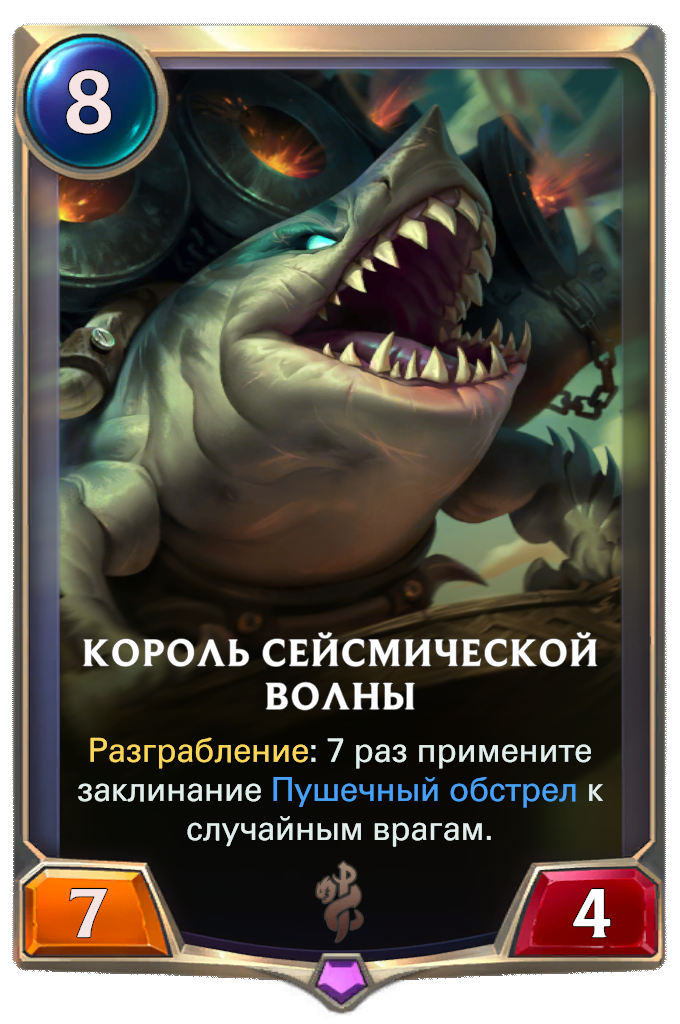 8
КОРОЛЬ СЕЙСМИЧЕСКОЙ
ВОЛНЫ
Разграбление: 7 раз примените
заклинание Пушечный обстрел к
случайным врагам.
7
4